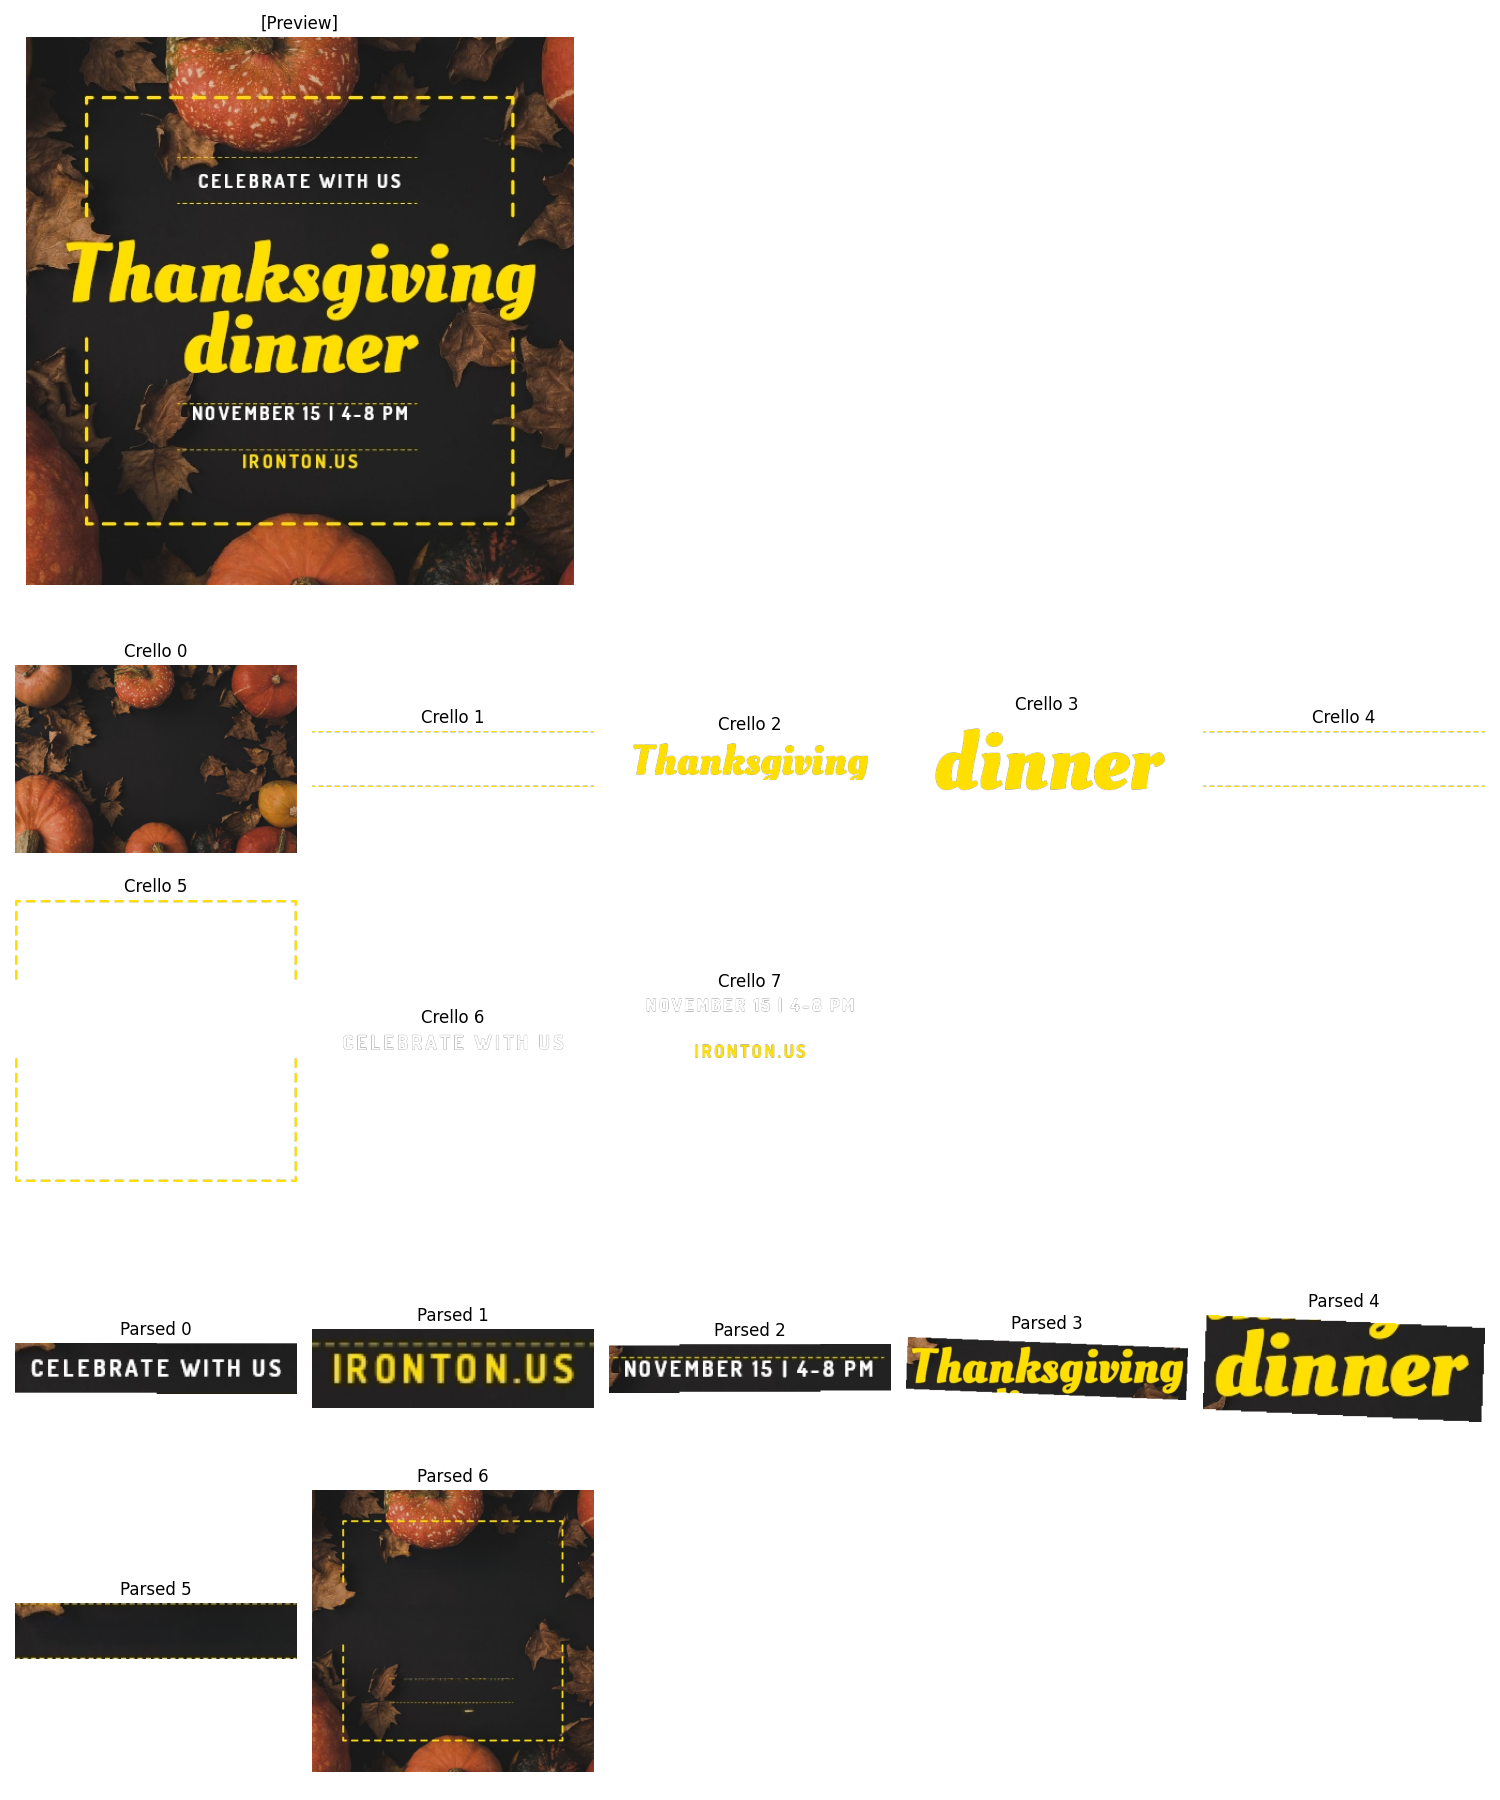 [Preview]
CELEBRATE WITH US
Thanksgiving
dinner
NOVEMBER 15 | 4-8 PM
IRONTON.US
Crello 0
Crello 1
Crello 2
Thanksgiving
Crello 3
dinner
Crello 4
Crello 5
Crello 6
CELEBRATE WITH US
Crello 7
NOVEMBER 15 | 4-8 PM
IRONTON.US
Parsed 0
CELEBRATE WITH US
Parsed 1
IRONTON.US
Parsed 2
NOVEMBER 15 | 4-8 PM
Parsed 3
Thanksgiving
Parsed 4
dinner
Parsed 5
Parsed 6